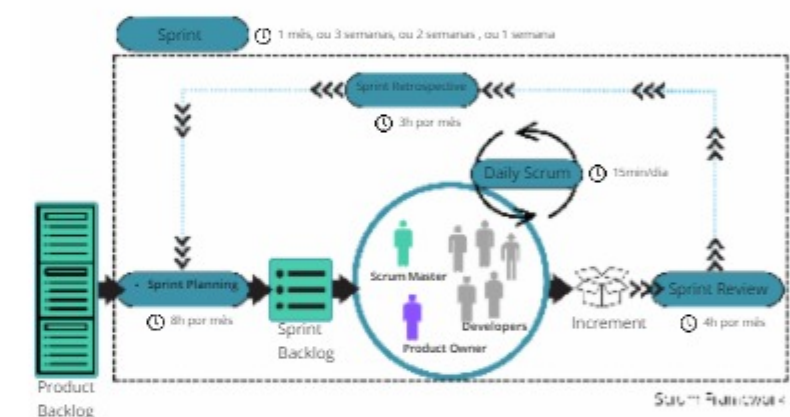 Sprint
1 mês, ou 3 semanas, ou 2 semanas , ou 1 semana
Sprint Retrospective
3h por mês
Daily Scrum
15min/dia
Scrum Master
• Sprint Planning
Sprint Review
8h por mês
Sprint
Backlog
Developers
Product Owner
Increment
4h por mês
Product
Backlog
Scrum Framework